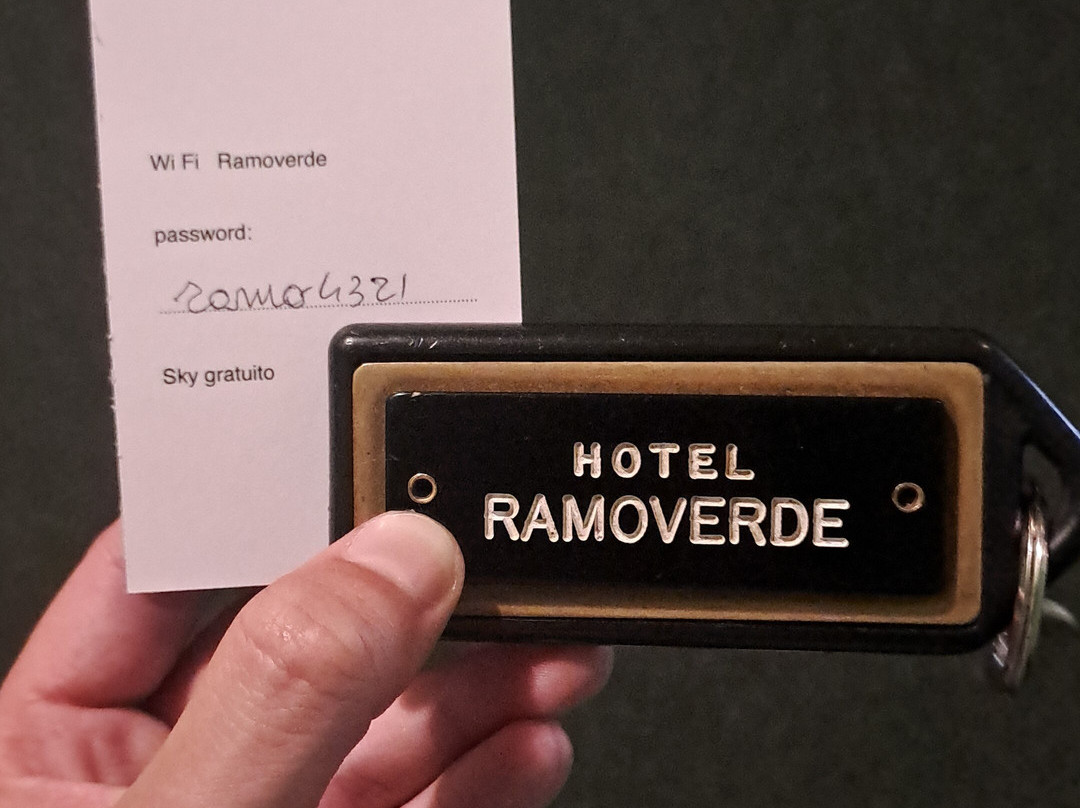 Wi Fi Ramoverde
password:
ramo4321
Sky gratuito
HOTEL
RAMOVERDE